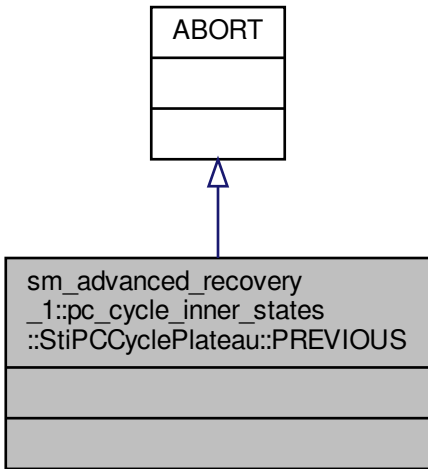 ABORT
sm_advanced_recovery
_1::pc_cycle_inner_states
::StiPCCyclePlateau::PREVIOUS